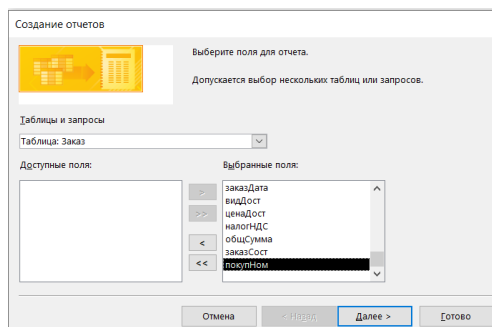 Создание отчетов
Выберите поля для отчета.
Допускается выбор нескольких таблиц или запросов.
Таблицы и запросы
Таблица: Заказ
Доступные поля:
Выбранные поля:
заказДата
видДост
ценаДост
налогНДС
общСумма
заказСост
покупНом
>
>>
<
<<
Отмена
< Назад
Далее >
Готово